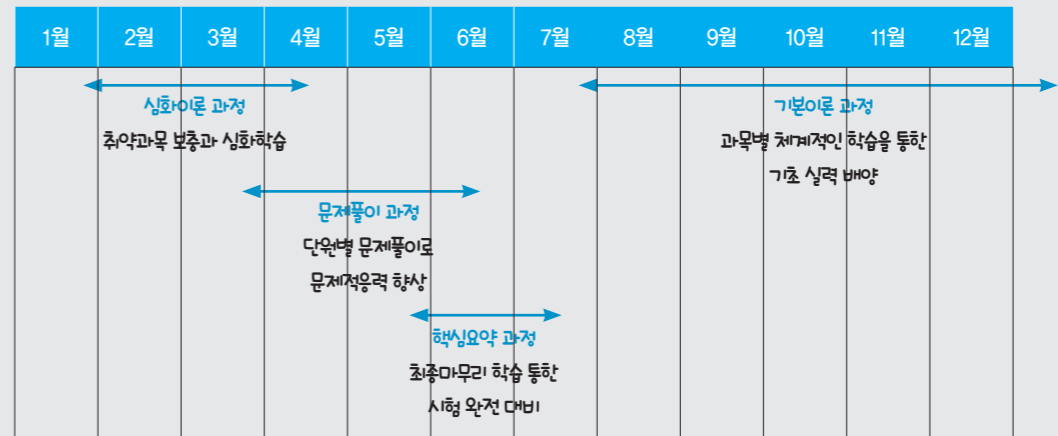 1월 2월 3월 4월 5월 6월 7월 8월 9월 10월 11월 12월
심화이론 과정
취약과목 보충과 심화학습
기본이론 과정
과목별 체계적인 학습을 통한
기초 실력 배양
문제풀이 과정
단원별 문제풀이로
문제적응력 향상
핵심요약 과정
최종마무리 학습 통한
시험 완전 대비